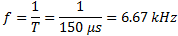 f = 1/T = 1/150 μs = 6.67 kHz